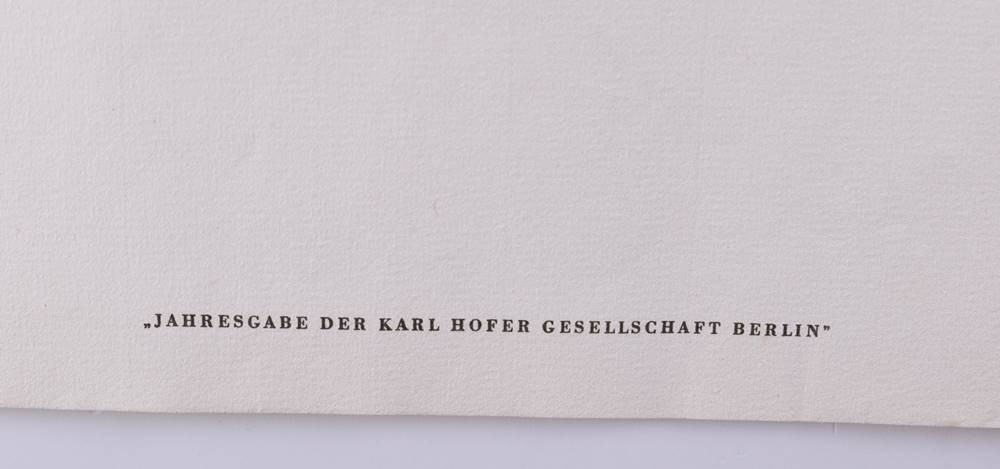 „JAHRESGABE DER KARL HOFER GESELLSCHAFT BERLIN”